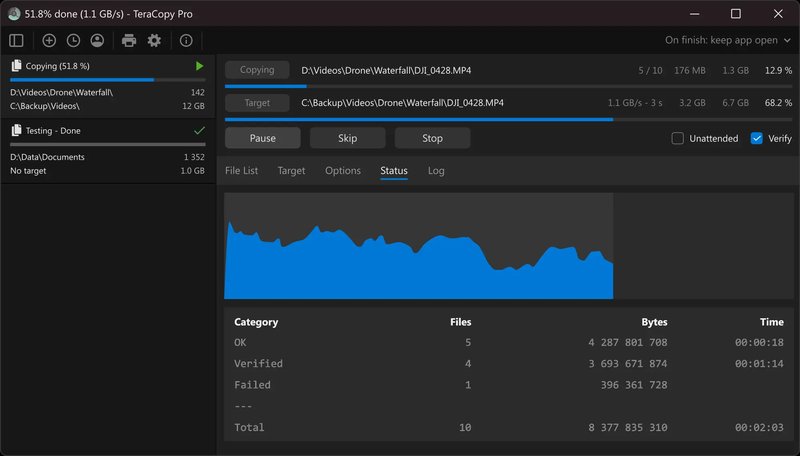 51.8% done (1.1 GB/s) - TeraCopy Pro
On finish: keep app open
Copying (51.8 %)
D:\Videos\Drone\Waterfall\ 142
C:\Backup\Videos\ 12 GB
Testing - Done
D:\Data\Documents 1 352
No target 1.0 GB
Copying D:\Videos\Drone\Waterfall\DJI_0428.MP4 5 / 10 176 MB 1.3 GB 12.9 %
Target C:\Backup\Videos\Drone\Waterfall\DJI_0428.MP4 1.1 GB/s - 3 s 3.2 GB 6.7 GB 68.2 %
Pause Skip Stop Unattended Verify
File List Target Options Status Log
Category Files Bytes Time
OK 5 4 287 801 708 00:00:18
Verified 4 3 693 671 874 00:01:14
Failed 1 396 361 728
---
Total 10 8 377 835 310 00:02:03